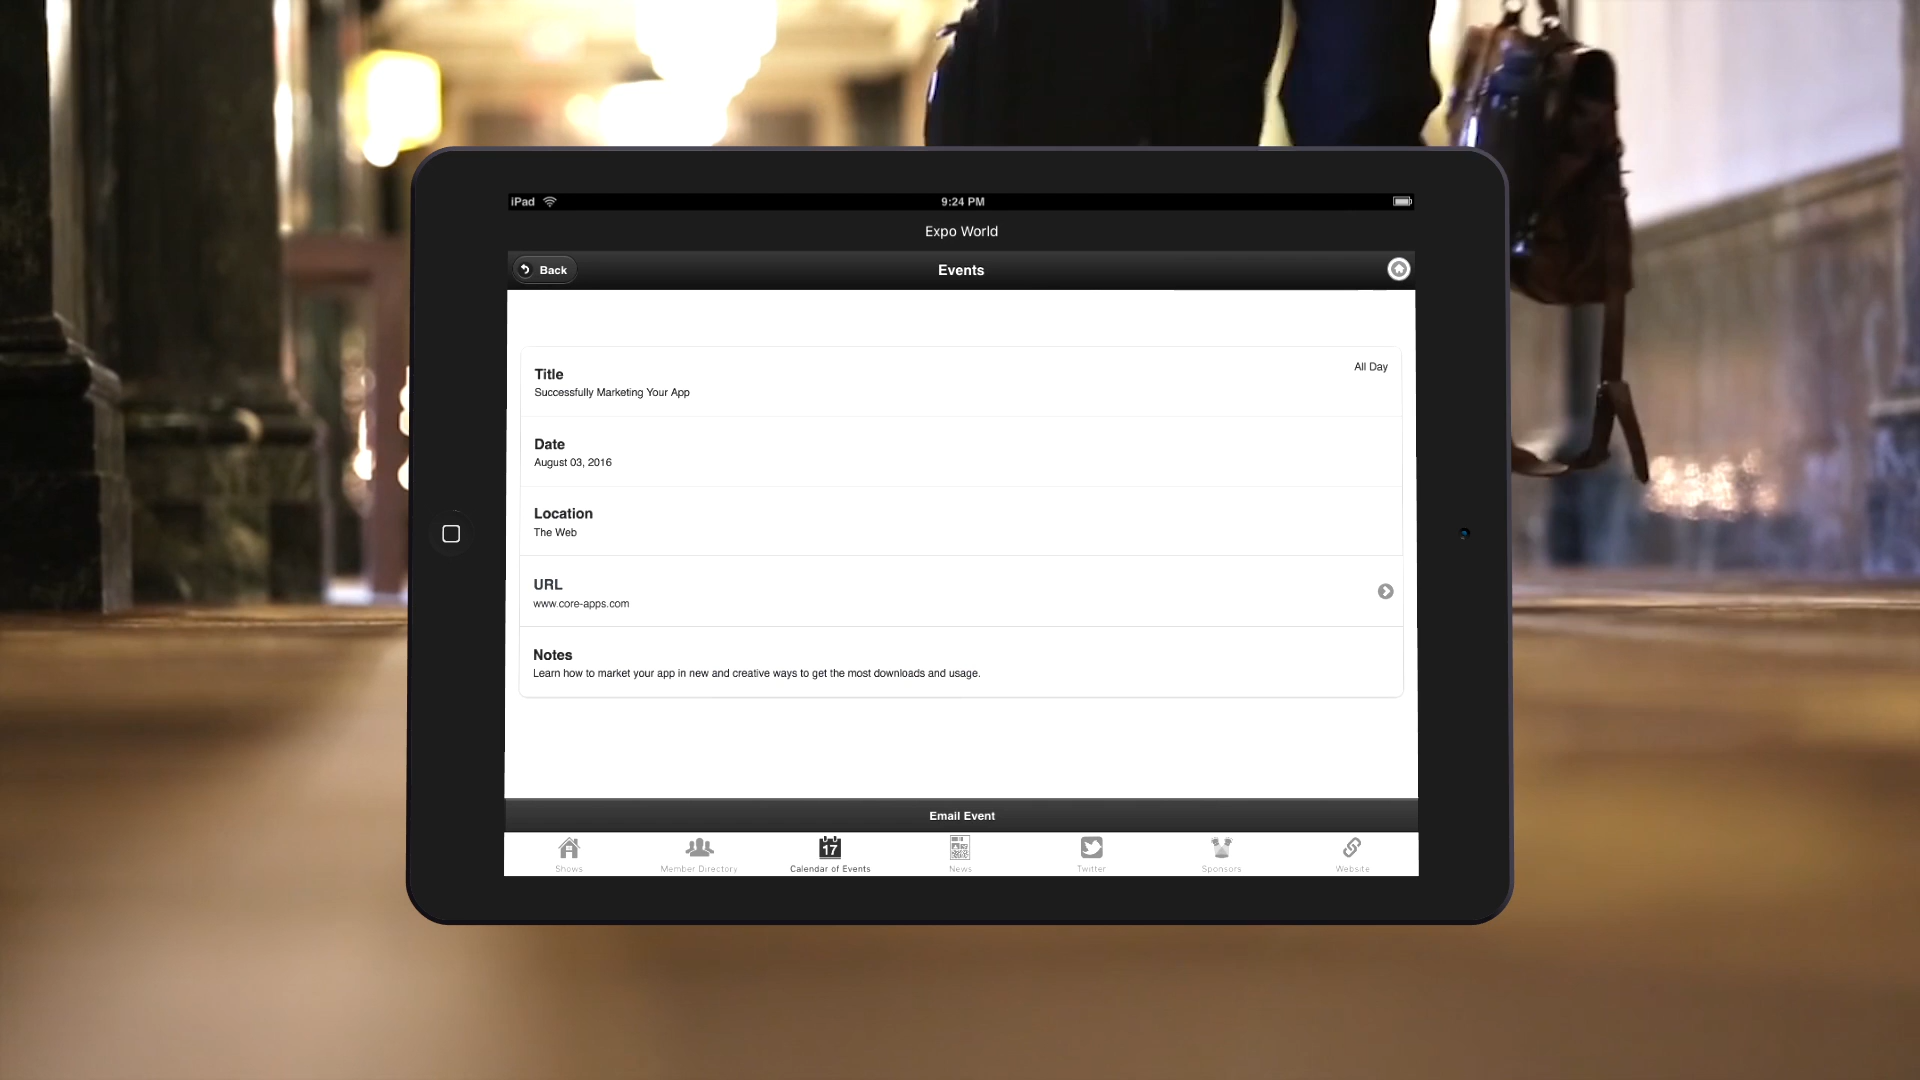 iPad 9:24 PM
Expo World
Back Events
Title All Day
Successfully Marketing Your App
Date
August 03, 2016
Location
The Web
URL
www.core-apps.com
Notes
Learn how to market your app in new and creative ways to get the most downloads and usage.
Email Event
17
Shows Member Directory Calendar of Events News Twitter Sponsors Website